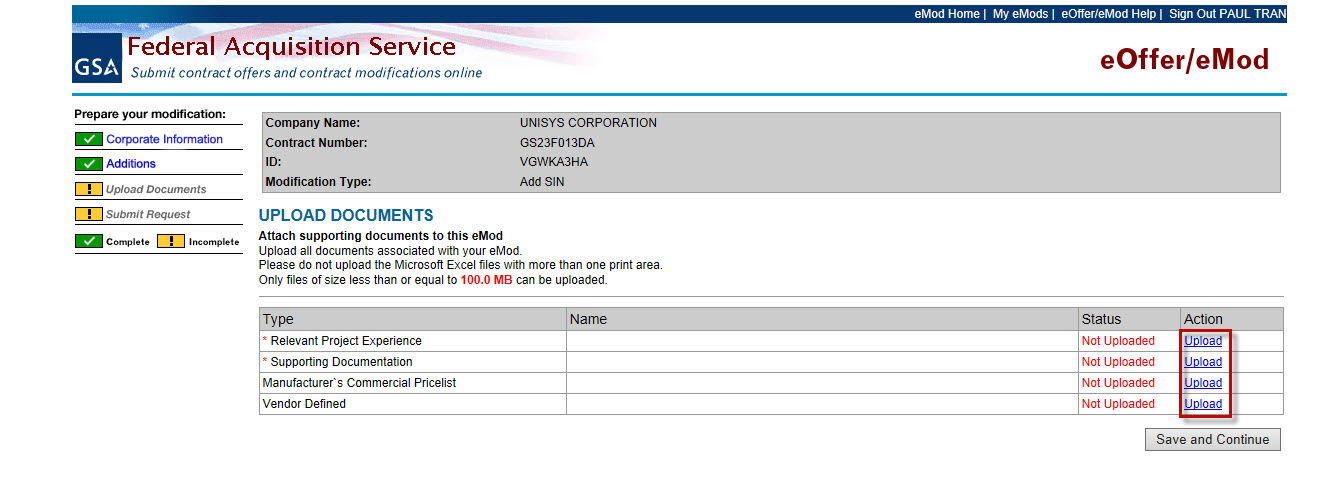 eMod Home | My eMods | eOffer/eMod Help | Sign Out PAUL TRAN
GSA
Federal Acquisition Service
Submit contract offers and contract modifications online
eOffer/eMod
Prepare your modification:
Corporate Information
Additions
! Upload Documents
! Submit Request
Complete ! Incomplete
Company Name: UNISYS CORPORATION
Contract Number: GS23F013DA
ID: VGWKA3HA
Modification Type: Add SIN
UPLOAD DOCUMENTS
Attach supporting documents to this eMod
Upload all documents associated with your eMod.
Please do not upload the Microsoft Excel files with more than one print area.
Only files of size less than or equal to 100.0 MB can be uploaded.
Type Name Status Action
* Relevant Project Experience Not Uploaded Upload
* Supporting Documentation Not Uploaded Upload
Manufacturer`s Commercial Pricelist Not Uploaded Upload
Vendor Defined Not Uploaded Upload
Save and Continue